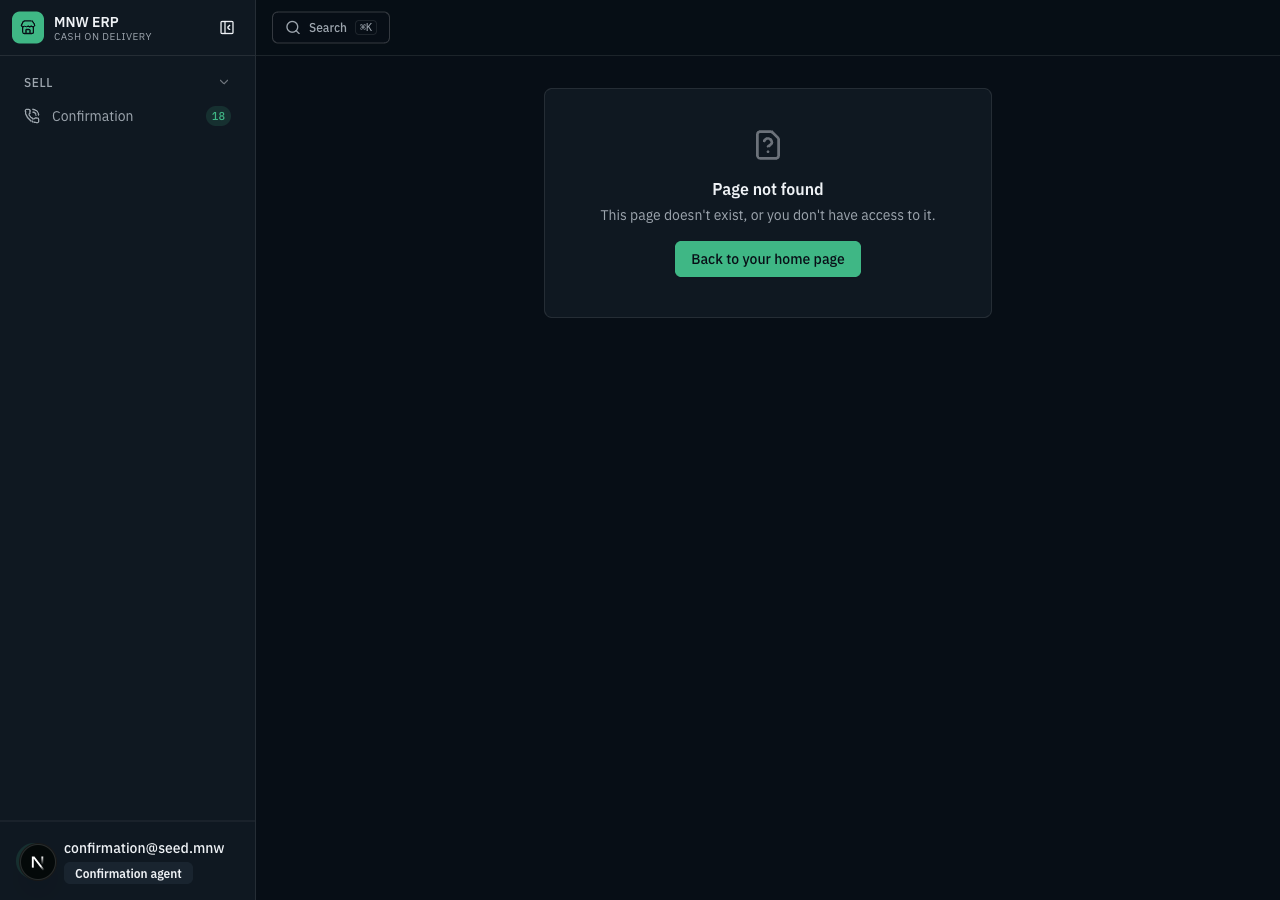 MNW ERP
CASH ON DELIVERY
Search ⌘K
SELL
Confirmation 18
Page not found
This page doesn't exist, or you don't have access to it.
Back to your home page
confirmation@seed.mnw
N
Confirmation agent